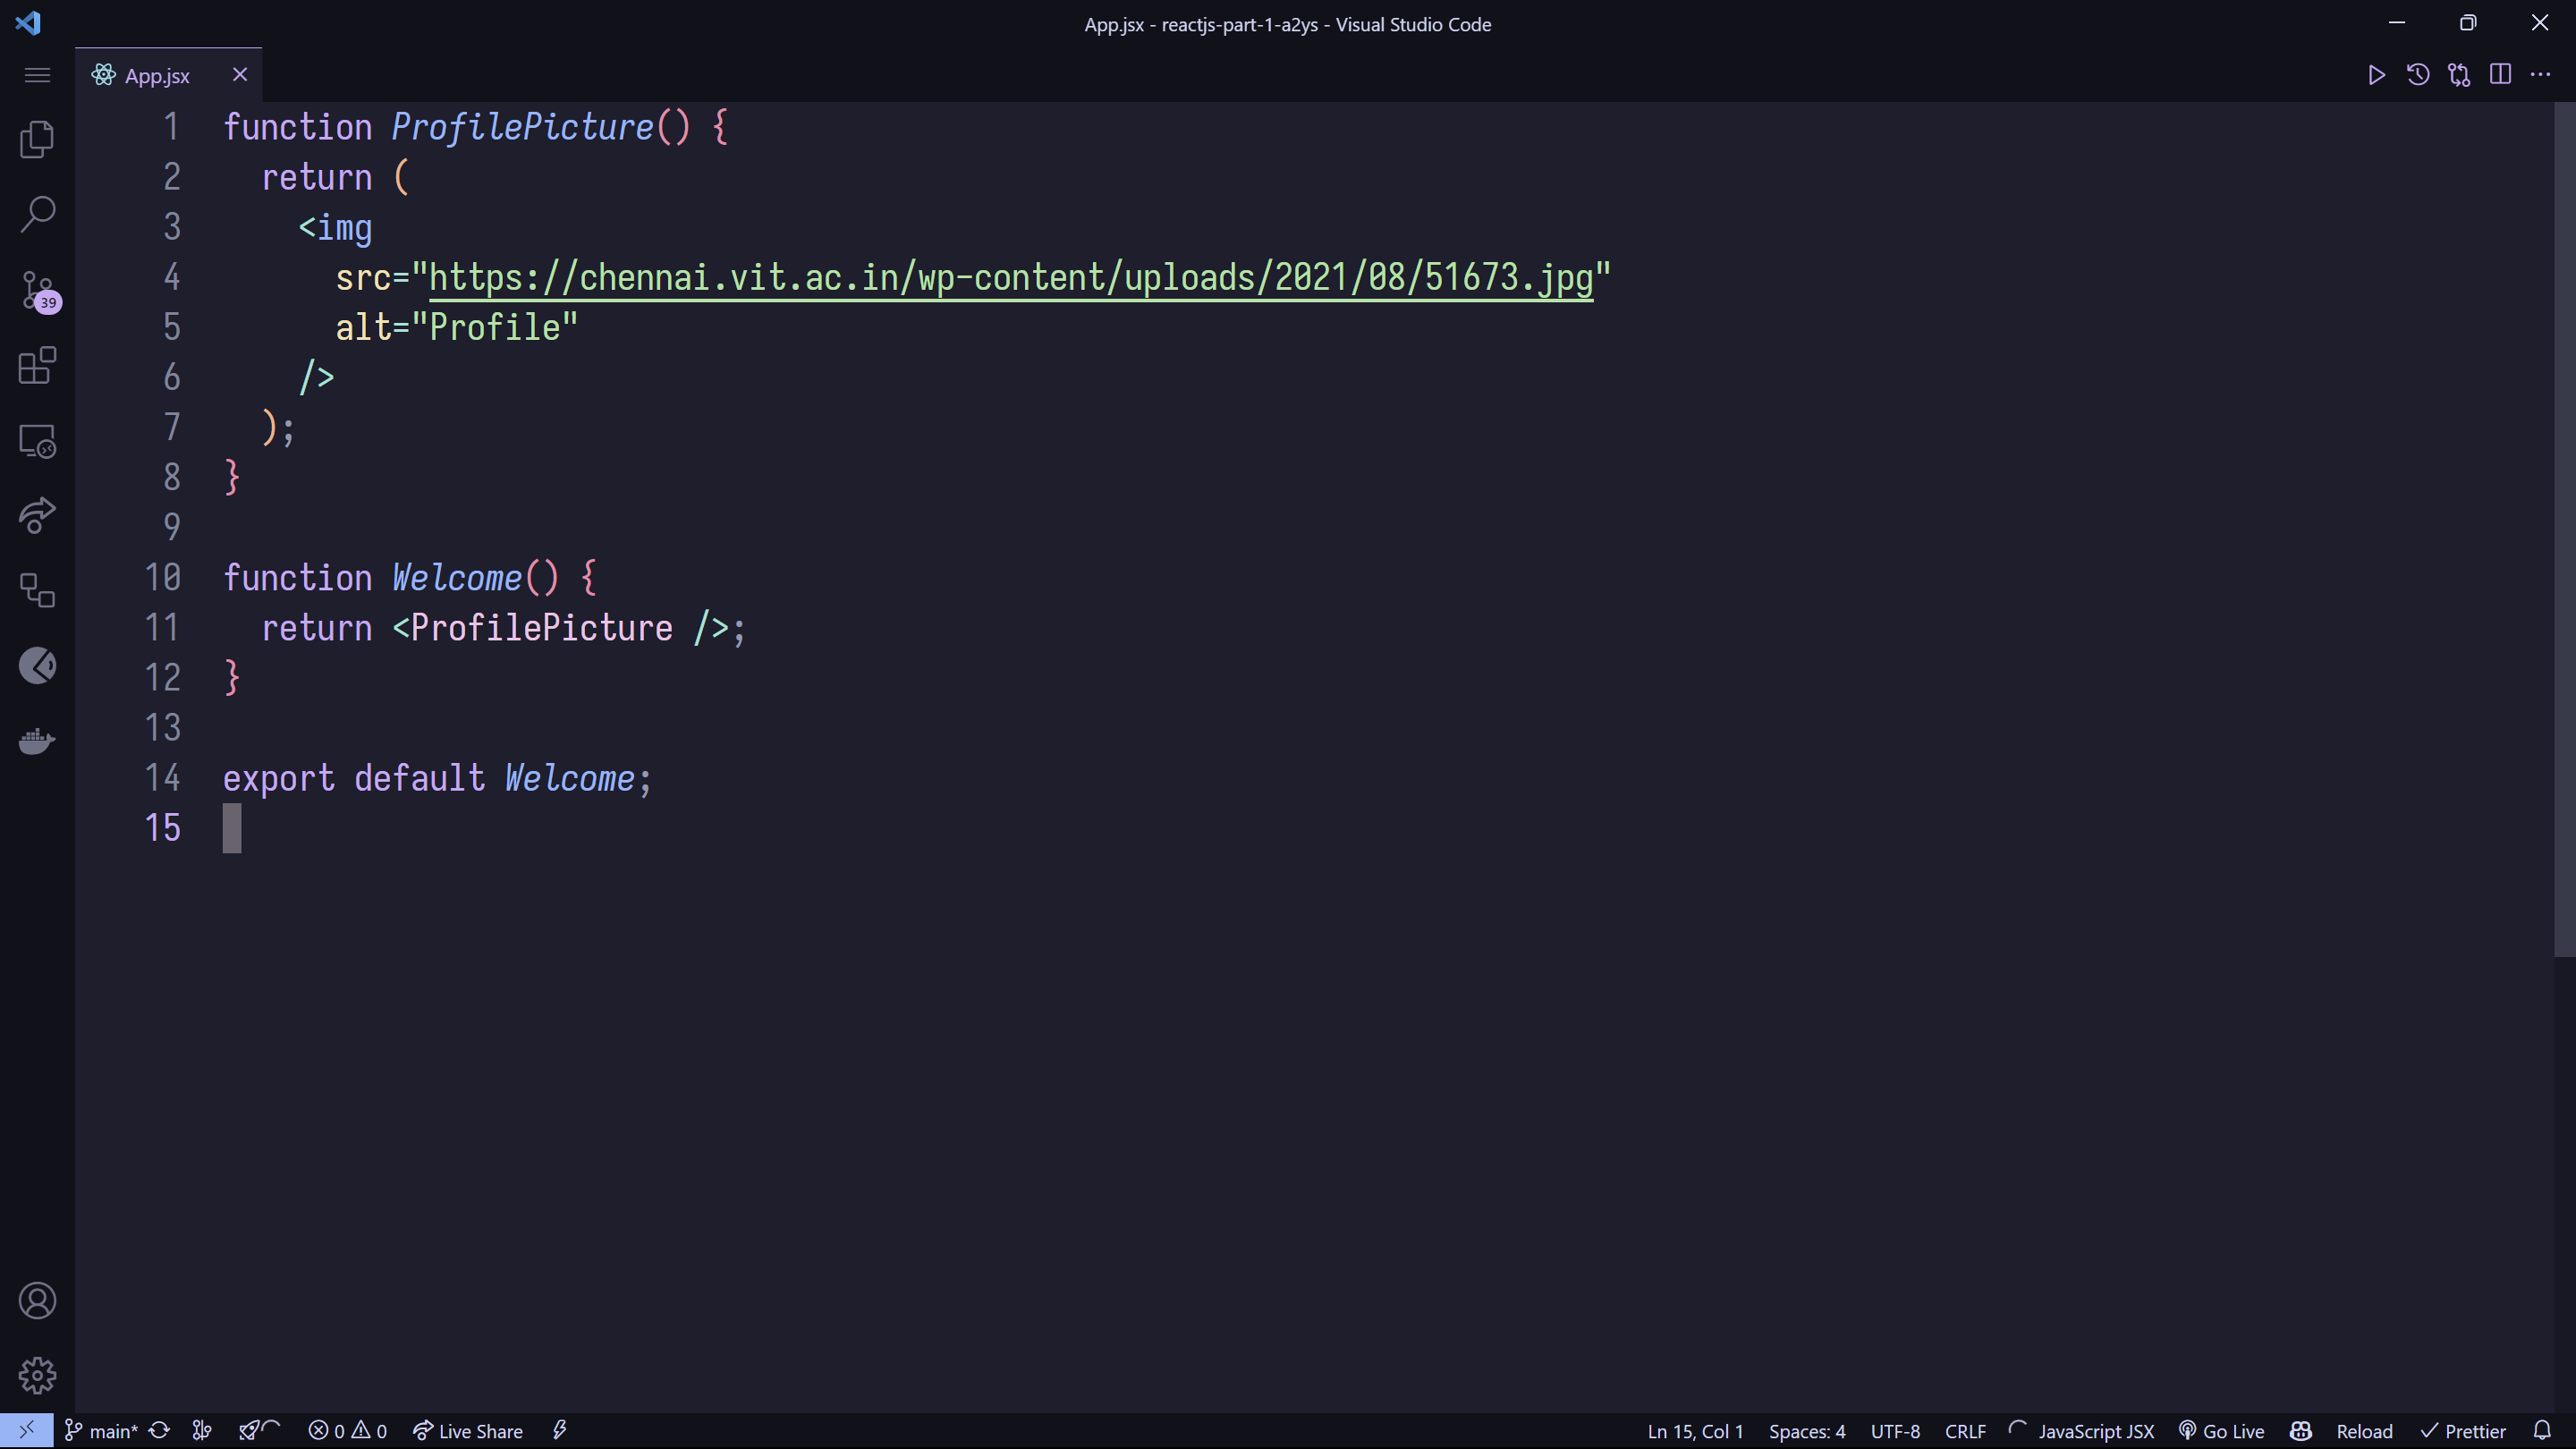 App.jsx - reactjs-part-1-a2ys - Visual Studio Code
App.jsx
1 function ProfilePicture() {
2   return (
3     <img
4       src="https://chennai.vit.ac.in/wp-content/uploads/2021/08/51673.jpg"
5       alt="Profile"
6     />
7   );
8 }
9
10 function Welcome() {
11   return <ProfilePicture />;
12 }
13
14 export default Welcome;
15
39
main* 0 0 Live Share Ln 15, Col 1 Spaces: 4 UTF-8 CRLF JavaScript JSX Go Live Reload Prettier